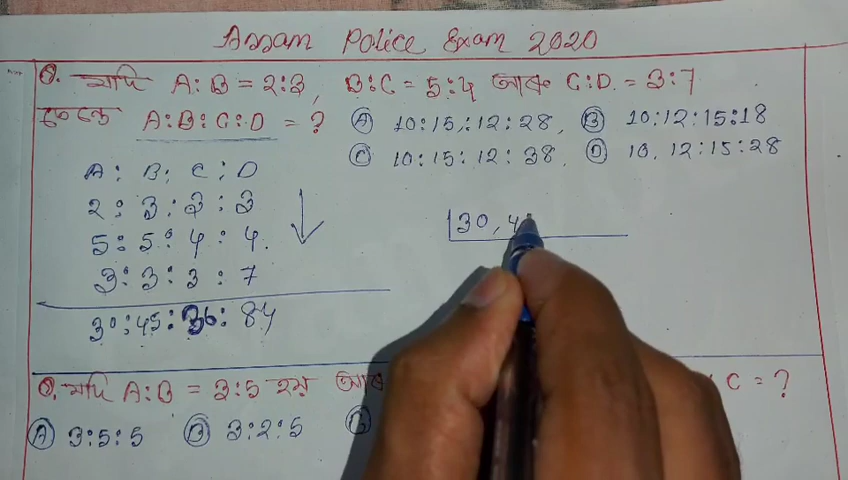 Assam Police Exam 2020
Q. যদি A:B = 2:3, B:C = 5:4 আৰু C:D = 3:7
তেন্তে A:B:C:D = ? Ⓐ 10:15:12:28, Ⓑ 10:12:15:18
Ⓒ 10:15:12:38, Ⓓ 10, 12:15:28
A: B: C: D
2: 3: 3: 3
5: 5: 4: 4
3: 3: 3: 7
30:45:36:84
30, 4
Q. যদি A:B = 3:5 হয় C = ?
Ⓐ 3:5:5 Ⓑ 3:2:5